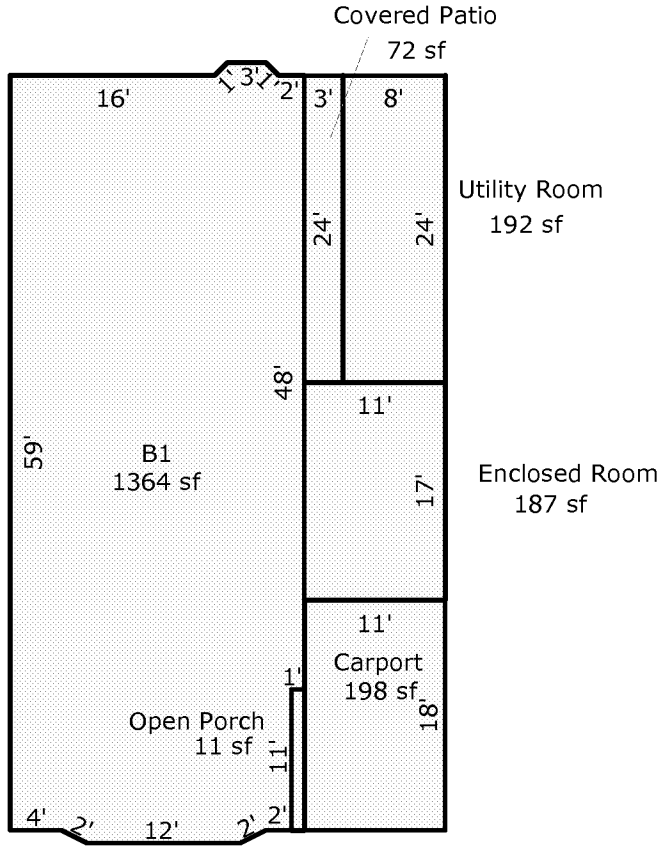 Covered Patio
72 sf
16'
1'
3'
1'
2'
3'
8'
Utility Room
192 sf
24'
24'
48'
11'
59'
B1
1364 sf
Enclosed Room
187 sf
17'
11'
Carport
198 sf
1'
18'
Open Porch
11 sf
11'
4'
2'
12'
2'
2'